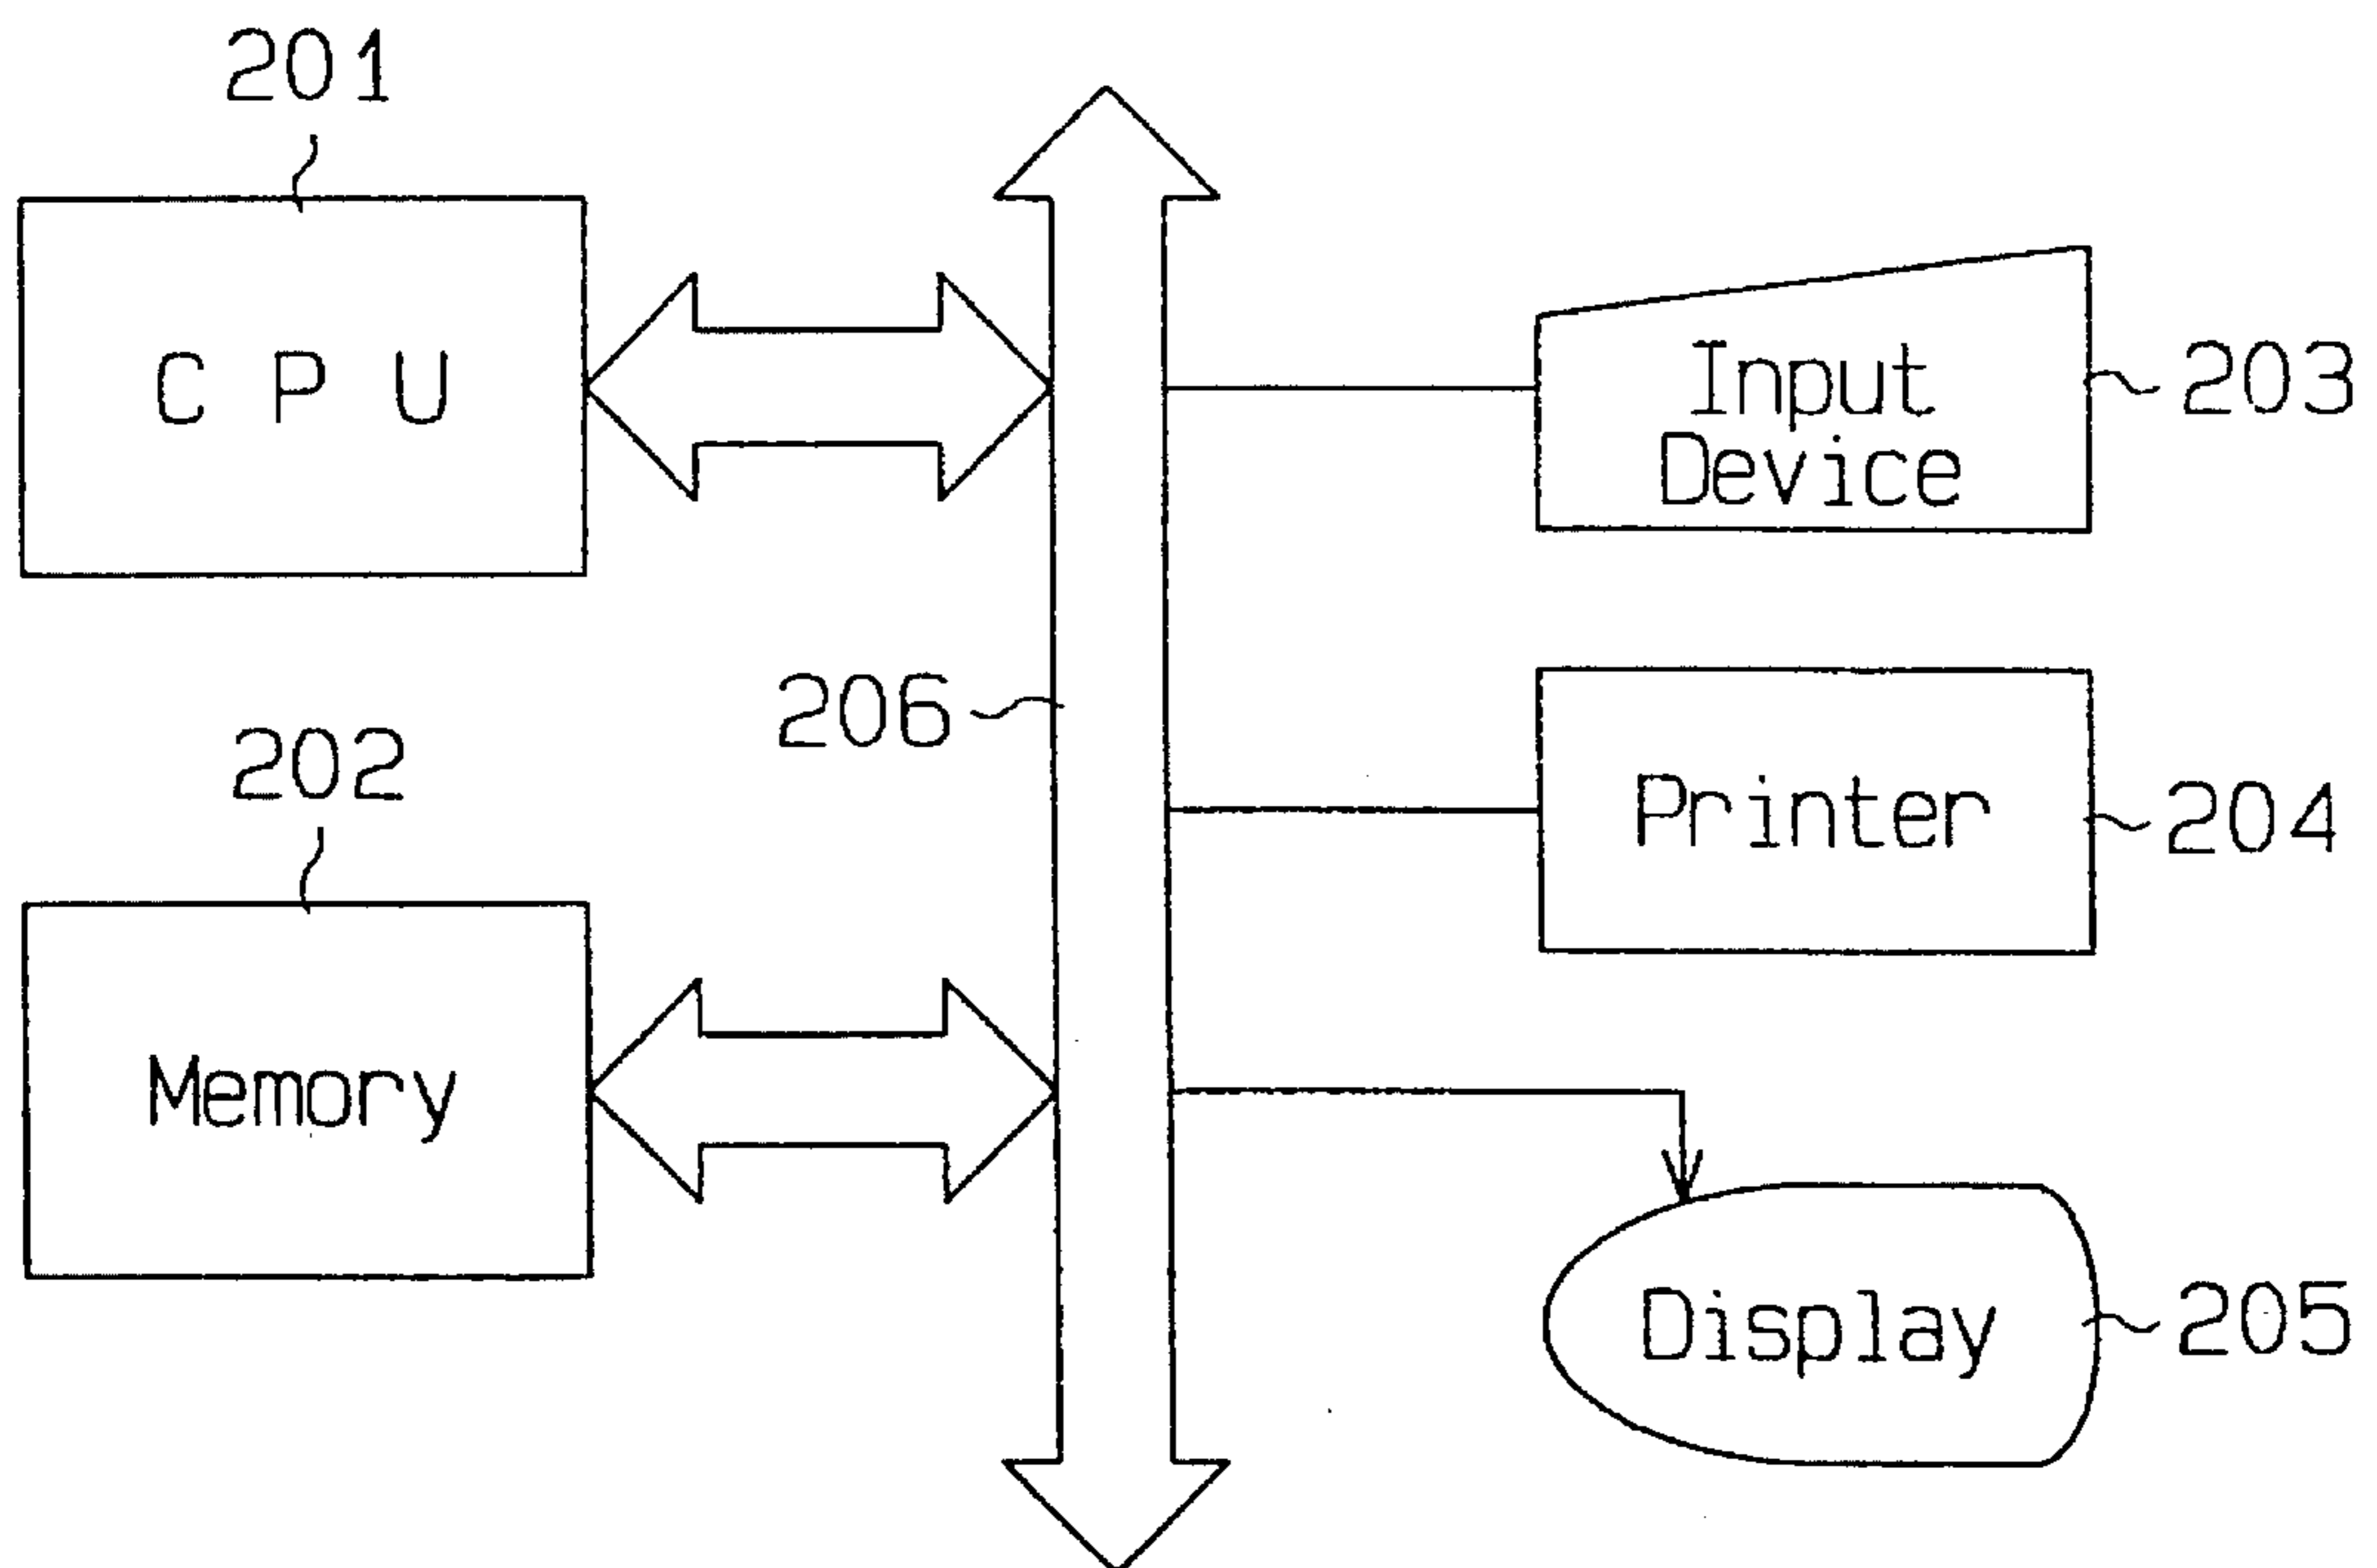 201
C P U
Input
Device
203
206
202
Printer
204
Memory
Display
205